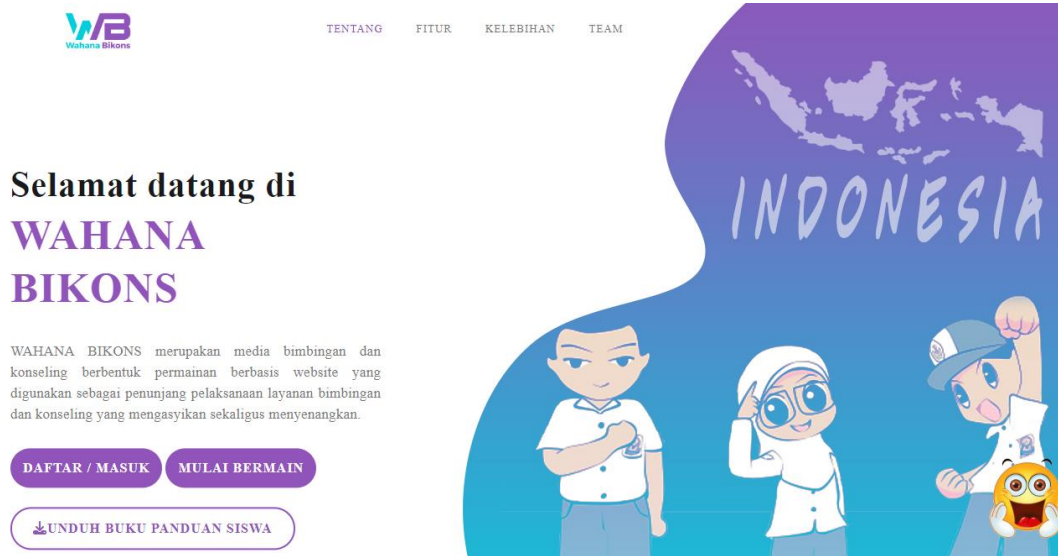 WB
Wahana Bikons
TENTANG FITUR KELEBIHAN TEAM
INDONESIA
Selamat datang di
WAHANA
BIKONS
WAHANA BIKONS merupakan media bimbingan dan
konseling berbentuk permainan berbasis website yang
digunakan sebagai penunjang pelaksanaan layanan bimbingan
dan konseling yang mengasyikan sekaligus menyenangkan.
DAFTAR / MASUK MULAI BERMAIN
UNDUH BUKU PANDUAN SISWA